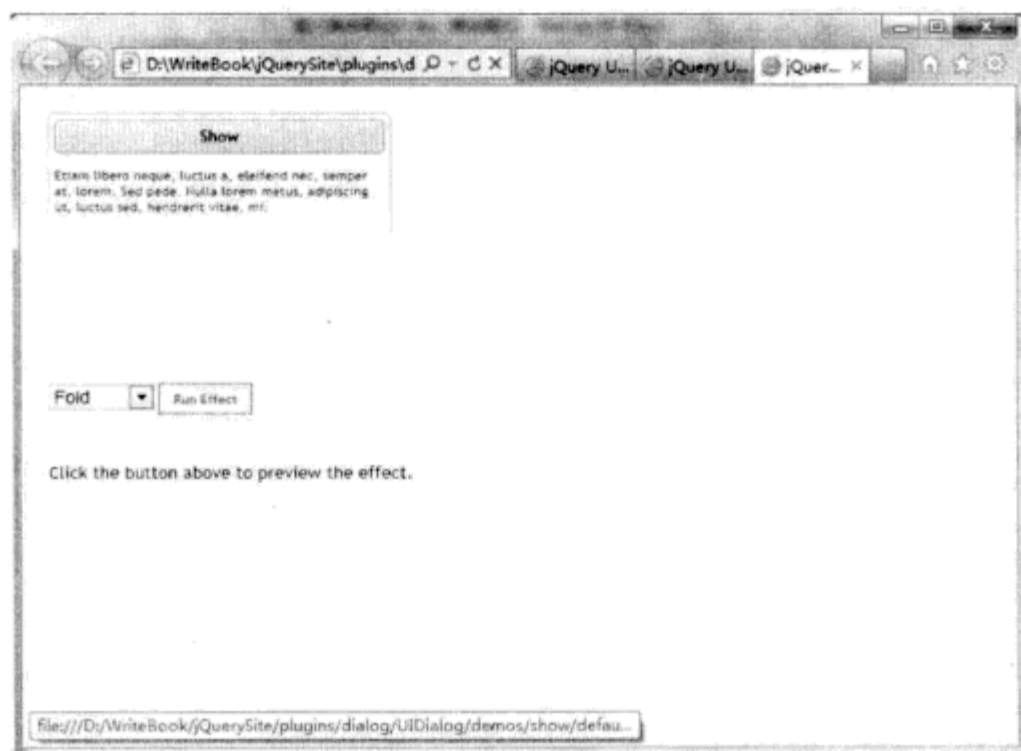 D:\WriteBook\jQuerySite\plugins\d
jQuery U...
jQuery U...
jQuer...
Show
Etiam libero neque, luctus a, eleifend nec, semper
at, lorem. Sed pede. Nulla lorem metus, adipiscing
ut, luctus sed, hendrerit vitae, mi.
Fold
Run Effect
Click the button above to preview the effect.
file:///D:/WriteBook/jQuerySite/plugins/dialog/UIDialog/demos/show/defau...